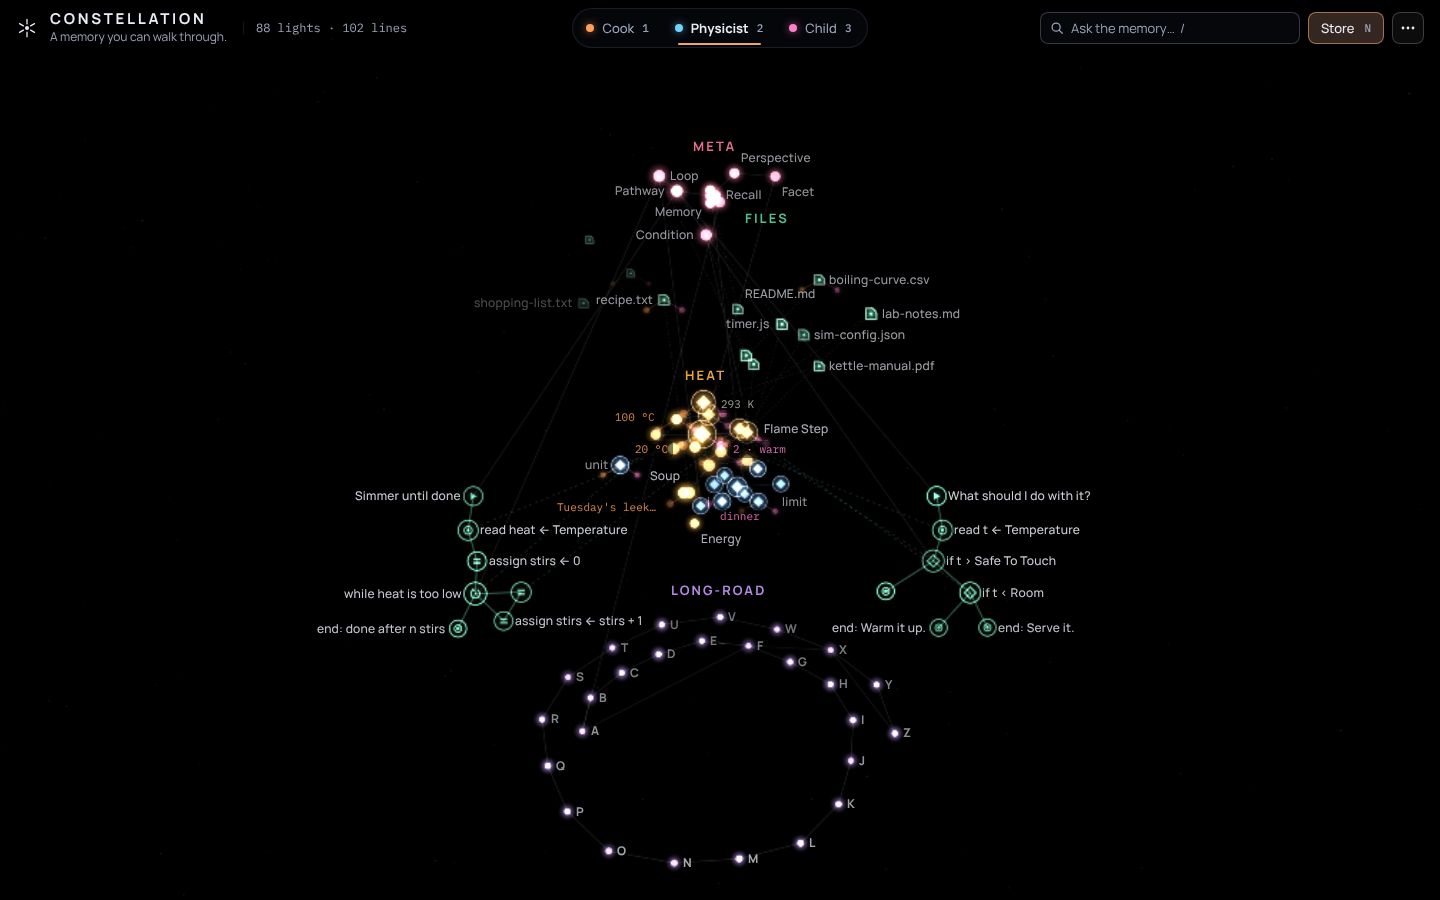 CONSTELLATION
A memory you can walk through.
88 lights · 102 lines
Cook 1
Physicist 2
Child 3
Ask the memory... /
Store N
META
Perspective
Loop
Pathway
Recall
Facet
Memory
FILES
Condition
boiling-curve.csv
README.md
shopping-list.txt
recipe.txt
lab-notes.md
timer.js
sim-config.json
kettle-manual.pdf
HEAT
293 K
100 °C
Flame Step
20 °C
2 · warm
unit
Soup
Tuesday's leek…
limit
dinner
Energy
Simmer until done
read heat ← Temperature
assign stirs ← 0
while heat is too low
assign stirs ← stirs + 1
end: done after n stirs
What should I do with it?
read t ← Temperature
if t > Safe To Touch
if t < Room
end: Warm it up.
end: Serve it.
LONG-ROAD
V
U
W
E
F
T
D
X
G
C
S
H
Y
B
R
I
A
Z
Q
J
K
P
L
O
M
N